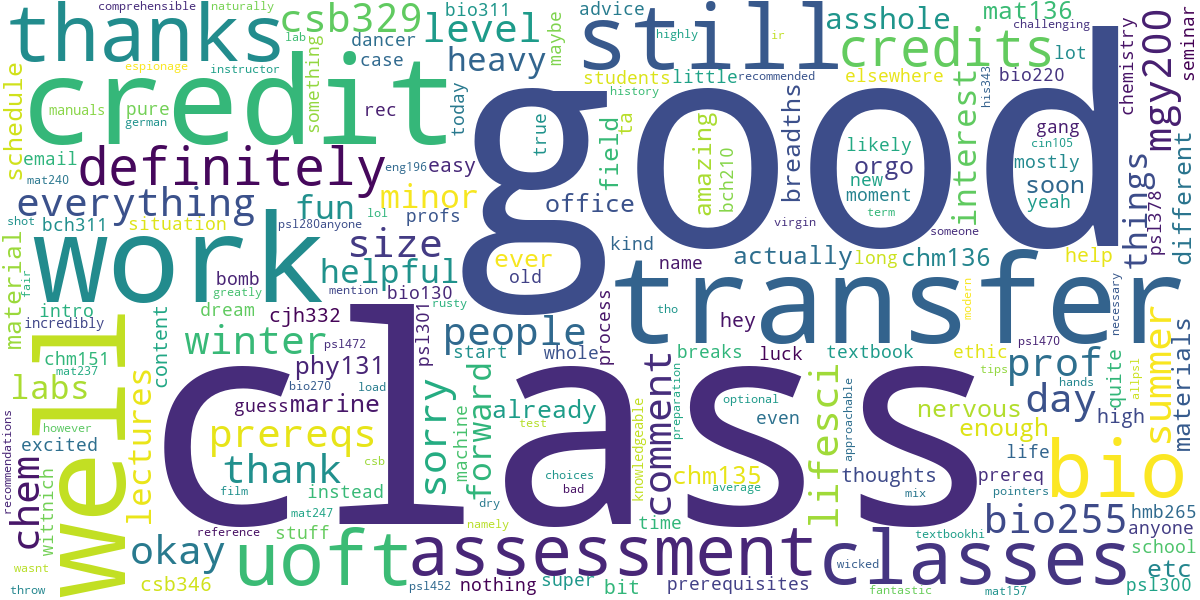 comprehensible
naturally
csb329
bio311
advice
mat136
thanks
dancer
level
still
asshole
challenging
case
maybe
lab
highly
ir
lot
credits
heavy
espionage
instructor
something
students
little
recommended
elsewhere
bio220
chemistry
mgy200
seminar
schedule
credit
manuals
pure
rec
today
history
his343
german
true
ta
good
gang
cin105
breadths
amazing
likely
orgo
mostly
email
definitely
eng196
easy
field
interest
new
soon
mat240
minor
bch210
moment
yeah
everything
fun
profs
office
term
things
different
shot
bch311
situation
lol
psl280anyone
virgin
someone
psl378
work
size
ever
kind
actually
long
chm136
help
material
fair
bomb
helpful
old
name
transfer
greatly
bio130
process
intro
dream
rusty
modern
necessary
incredibly
cjh332
mention
tho
hey
content
winter
people
psl301
psl472
start
whole
breaks
luck
textbook
ethic
psl470
chm151
phy131
prof
mat237
tips
quite
materials
summer
labs
bio270
load
forward
comment
preparation
lifesci
hands
allpsl
well
lectures
guess
marine
class
already
optional
even
nervous
day
high
however
prereqs
sorry
machine
test
knowledgeable
approachable
enough
recommendations
chem
excited
thank
csb
choices
chm135
thoughts
prereq
life
bio
wittnich
film
instead
bad
average
mix
pointers
mat247
dry
bio255
hmb265
reference
stuff
namely
time
textbookhi
anyone
okay
uoft
assessment
wicked
classes
school
wasnt
etc
throw
csb346
psl452
nothing
super
bit
prerequisites
mat157
fantastic
psl300